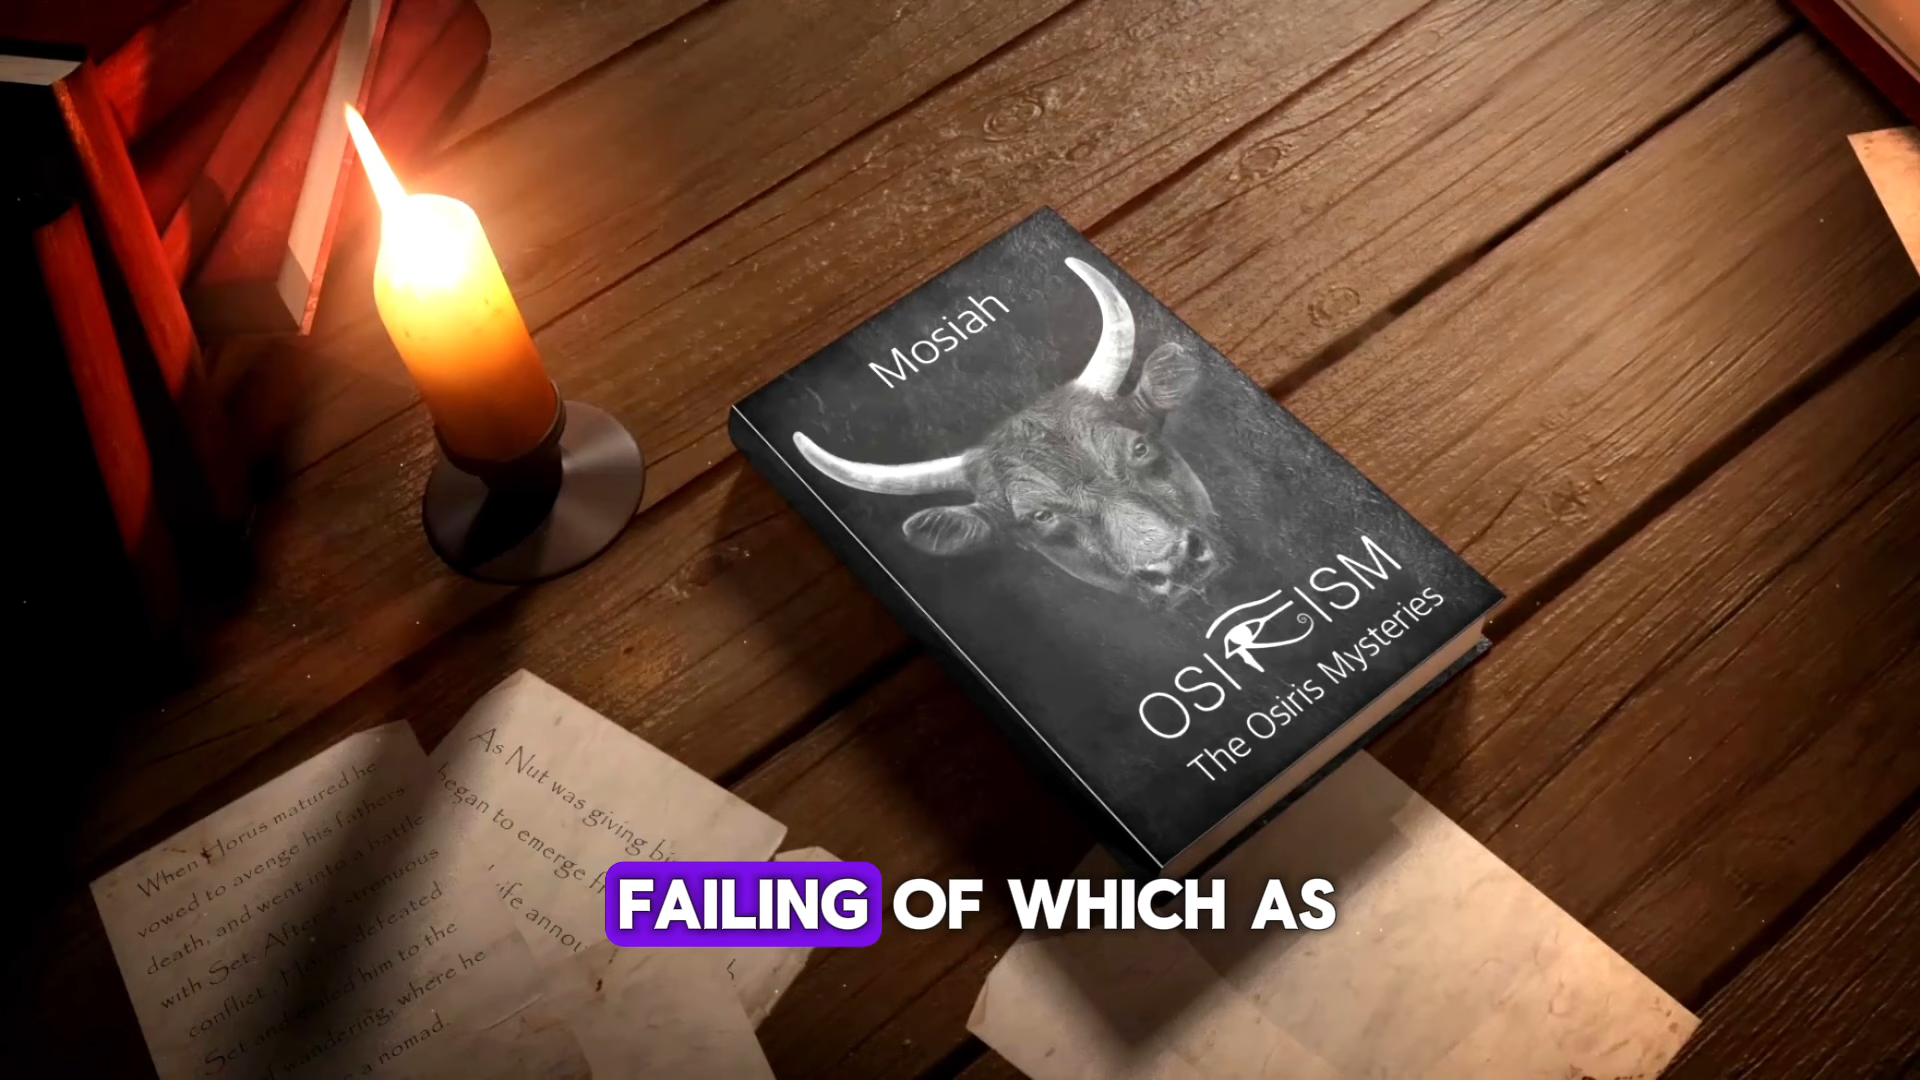 Mosiah
OSIRISM
The Osiris Mysteries
When Horus matured he
vowed to avenge his fathers
death, and went into a battle
with Set. After a strenuous
conflict, Horus defeated
Set and exiled him to the
of wandering, where he
a nomad.
As Nut was giving
began to emerge
life
FAILING OF WHICH AS